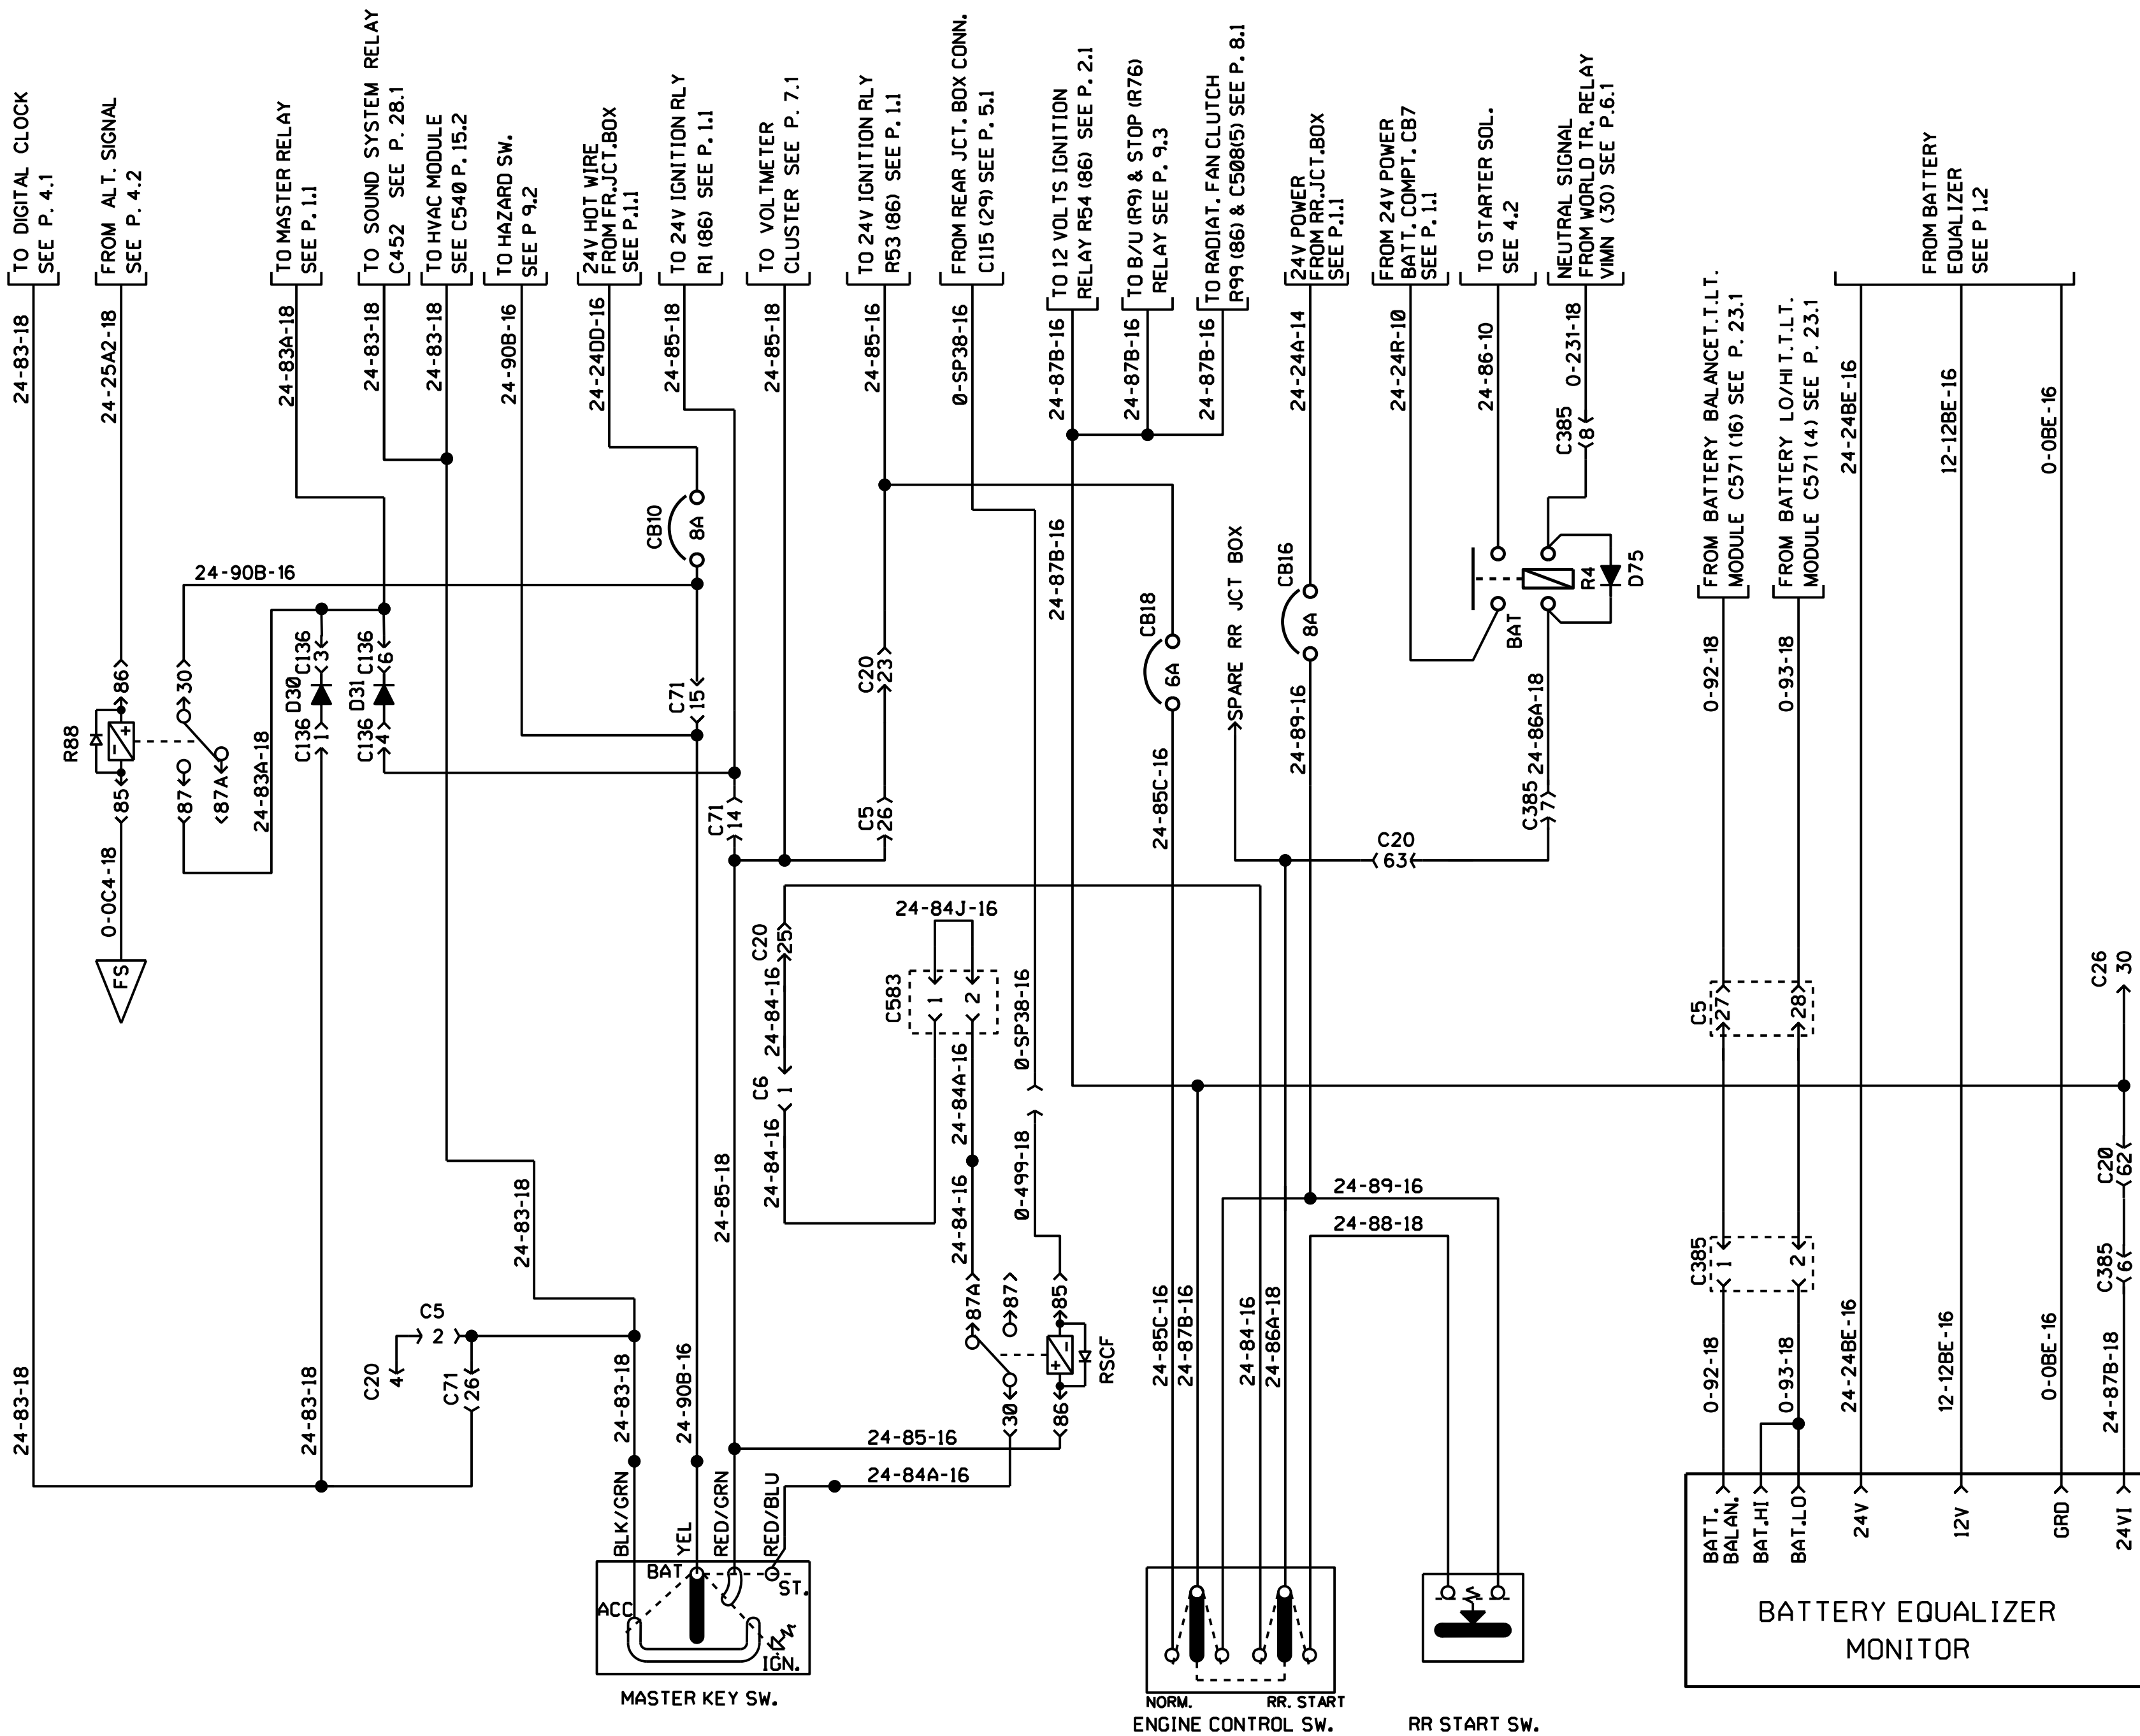 TO DIGITAL CLOCK
SEE P. 4.1
FROM ALT. SIGNAL
SEE P. 4.2
TO MASTER RELAY
SEE P. 1.1
TO SOUND SYSTEM RELAY
C452 SEE P. 28.1
TO HVAC MODULE
SEE C540 P. 15.2
TO HAZARD SW.
SEE P 9.2
24V HOT WIRE
FROM FR.JCT.BOX
SEE P.1.1
TO 24V IGNITION RLY
R1 (86) SEE P. 1.1
TO VOLTMETER
CLUSTER SEE P. 7.1
TO 24V IGNITION RLY
R53 (86) SEE P. 1.1
FROM REAR JCT. BOX CONN.
C115 (29) SEE P. 5.1
TO 12 VOLTS IGNITION
RELAY R54 (86) SEE P. 2.1
TO B/U (R9) & STOP (R76)
RELAY SEE P. 9.3
TO RADIAT. FAN CLUTCH
R99 (86) & C508(5) SEE P. 8.1
24V POWER
FROM RR.JCT.BOX
SEE P.1.1
FROM 24V POWER
BATT. COMPT. CB7
SEE P. 1.1
TO STARTER SOL.
SEE 4.2
NEUTRAL SIGNAL
FROM WORLD TR. RELAY
VIMN (30) SEE P.6.1
FROM BATTERY BALANCE T.T.LT.
MODULE C571 (16) SEE P. 23.1
FROM BATTERY LO/HI T.T.LT.
MODULE C571 (4) SEE P. 23.1
FROM BATTERY
EQUALIZER
SEE P 1.2
24-83-18
24-25A2-18
24-83A-18
24-83-18
24-83-18
24-90B-16
24-24DD-16
24-85-18
24-85-18
24-85-16
0-SP38-16
24-87B-16
24-87B-16
24-87B-16
24-24A-14
24-24R-10
24-86-10
0-231-18
C385
8
24-24BE-16
12-12BE-16
0-0BE-16
CB10
8A
24-90B-16
24-87B-16
CB18
6A
SPARE RR JCT BOX
CB16
8A
BAT
R4
D75
0-92-18
0-93-18
R88
86
85
+
-
30
87
87A
24-83A-18
C136
3
D30
C136
1
C136
6
D31
C136
4
C71
15
C71
14
C20
23
C5
26
24-85C-16
24-89-16
24-86A-18
C385
7
C20
63
0-0C4-18
FS
24-84J-16
C20
25
24-84-16
C583
1
2
0-SP38-16
C6
1
24-84-16
24-84A-16
24-84-16
0-499-18
C5
27
28
C26
30
C20
62
C385
6
24-87B-18
24-83-18
24-85-18
24-89-16
24-88-18
C385
1
2
0-92-18
0-93-18
24-24BE-16
12-12BE-16
0-0BE-16
C5
2
C20
4
C71
26
24-83-18
24-83-18
24-83-18
24-90B-16
87A
87
85
30
86
-
+
RSCF
24-85C-16
24-87B-16
24-84-16
24-86A-18
24-85-16
24-84A-16
BLK/GRN
YEL
RED/GRN
RED/BLU
BAT
ST.
ACC
IGN.
MASTER KEY SW.
NORM.
RR. START
ENGINE CONTROL SW.
RR START SW.
BATT.
BALAN.
BAT.HI
BAT.LO
24V
12V
GRD
24VI
BATTERY EQUALIZER
MONITOR